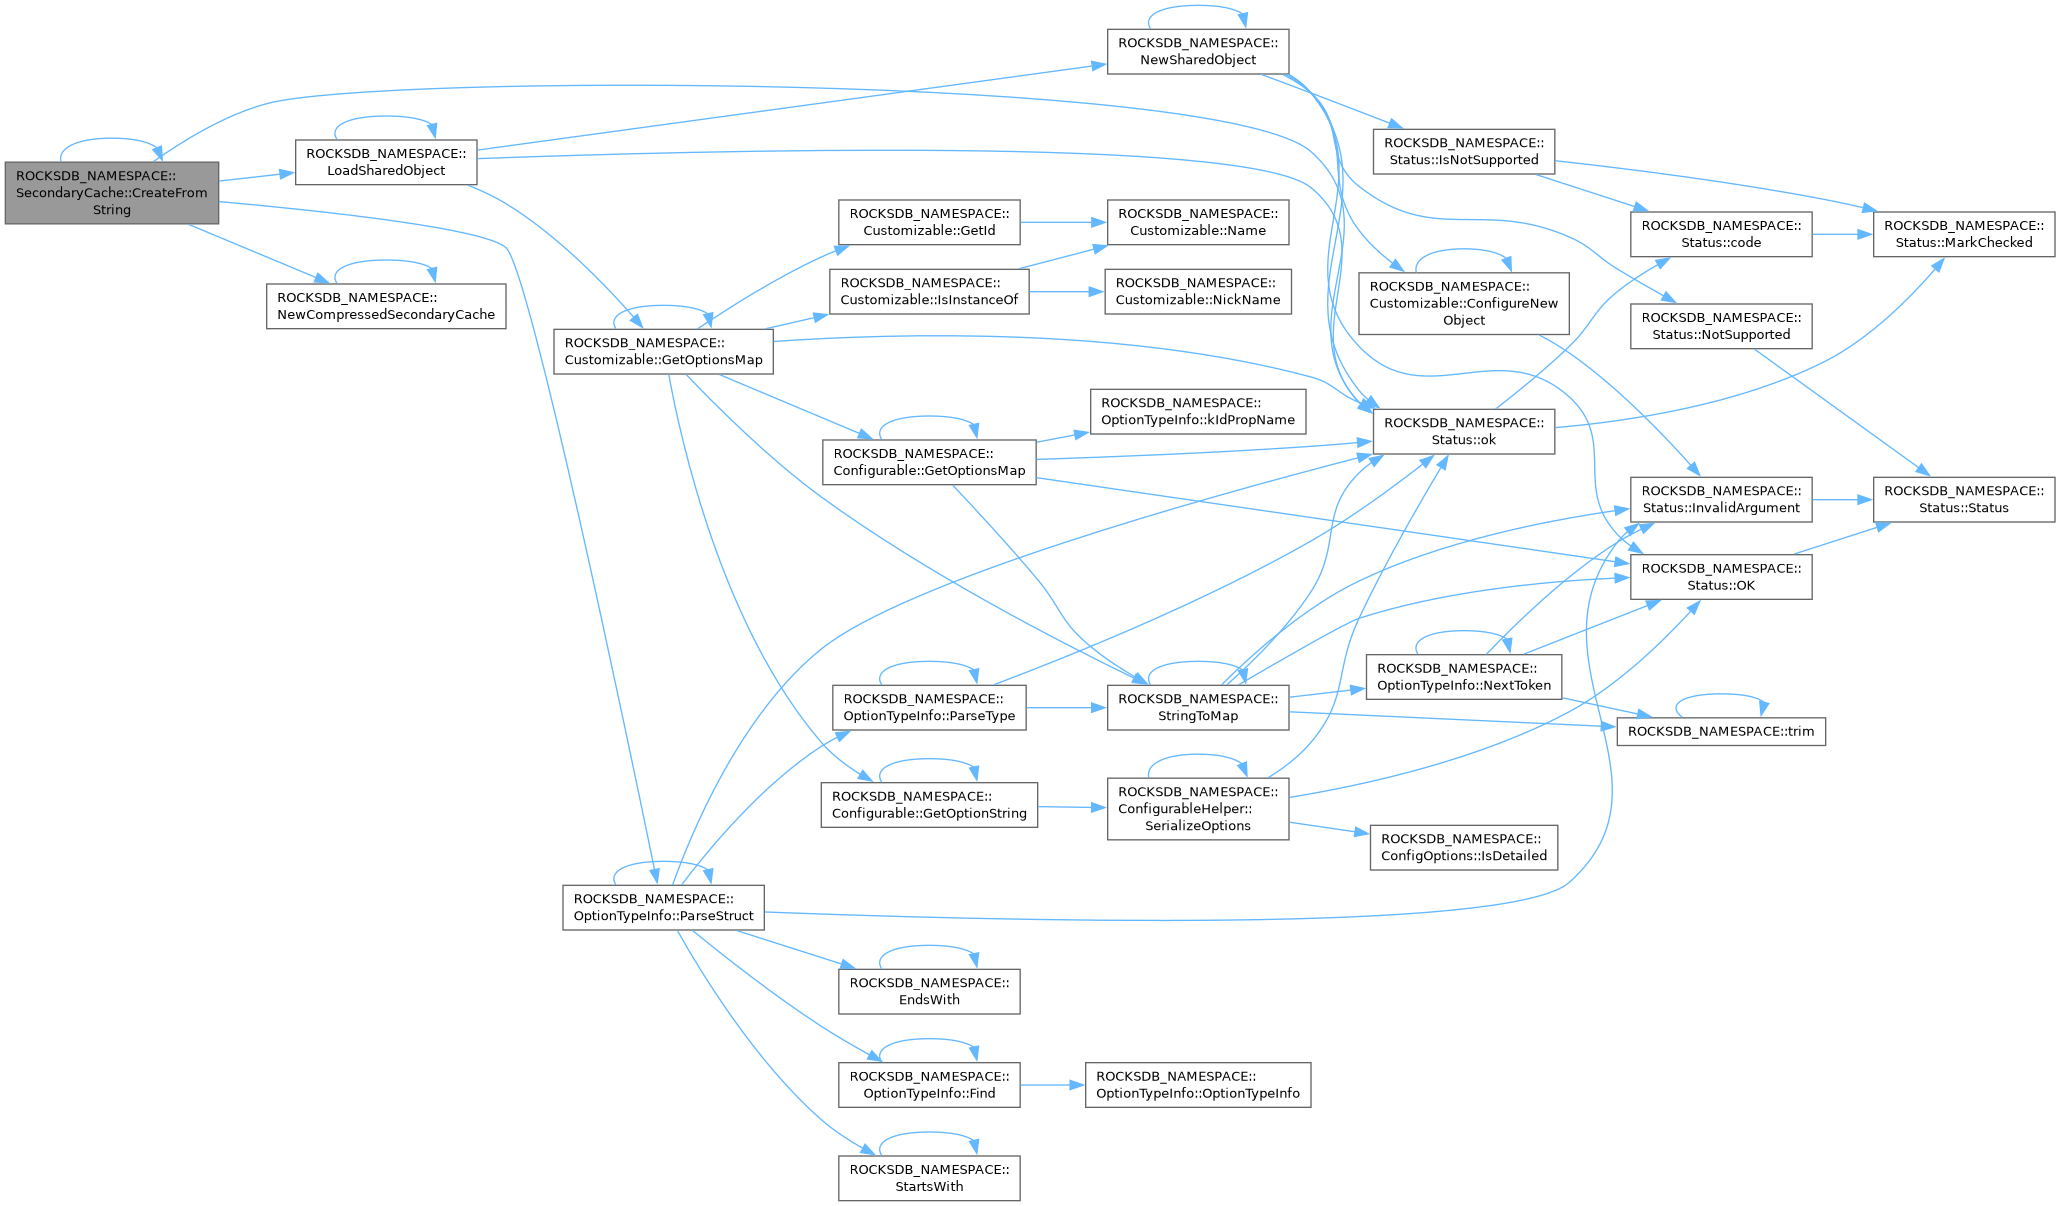 ROCKSDB_NAMESPACE::
SecondaryCache::CreateFrom
String
ROCKSDB_NAMESPACE::
LoadSharedObject
ROCKSDB_NAMESPACE::
NewCompressedSecondaryCache
ROCKSDB_NAMESPACE::
Customizable::GetOptionsMap
ROCKSDB_NAMESPACE::
OptionTypeInfo::ParseStruct
ROCKSDB_NAMESPACE::
Customizable::GetId
ROCKSDB_NAMESPACE::
Customizable::IsInstanceOf
ROCKSDB_NAMESPACE::
Configurable::GetOptionsMap
ROCKSDB_NAMESPACE::
OptionTypeInfo::ParseType
ROCKSDB_NAMESPACE::
Configurable::GetOptionString
ROCKSDB_NAMESPACE::
EndsWith
ROCKSDB_NAMESPACE::
OptionTypeInfo::Find
ROCKSDB_NAMESPACE::
StartsWith
ROCKSDB_NAMESPACE::
NewSharedObject
ROCKSDB_NAMESPACE::
Customizable::Name
ROCKSDB_NAMESPACE::
Customizable::NickName
ROCKSDB_NAMESPACE::
OptionTypeInfo::kIdPropName
ROCKSDB_NAMESPACE::
StringToMap
ROCKSDB_NAMESPACE::
ConfigurableHelper::
SerializeOptions
ROCKSDB_NAMESPACE::
OptionTypeInfo::OptionTypeInfo
ROCKSDB_NAMESPACE::
Status::IsNotSupported
ROCKSDB_NAMESPACE::
Customizable::ConfigureNew
Object
ROCKSDB_NAMESPACE::
Status::ok
ROCKSDB_NAMESPACE::
OptionTypeInfo::NextToken
ROCKSDB_NAMESPACE::
ConfigOptions::IsDetailed
ROCKSDB_NAMESPACE::
Status::code
ROCKSDB_NAMESPACE::
Status::NotSupported
ROCKSDB_NAMESPACE::
Status::InvalidArgument
ROCKSDB_NAMESPACE::
Status::OK
ROCKSDB_NAMESPACE::trim
ROCKSDB_NAMESPACE::
Status::MarkChecked
ROCKSDB_NAMESPACE::
Status::Status